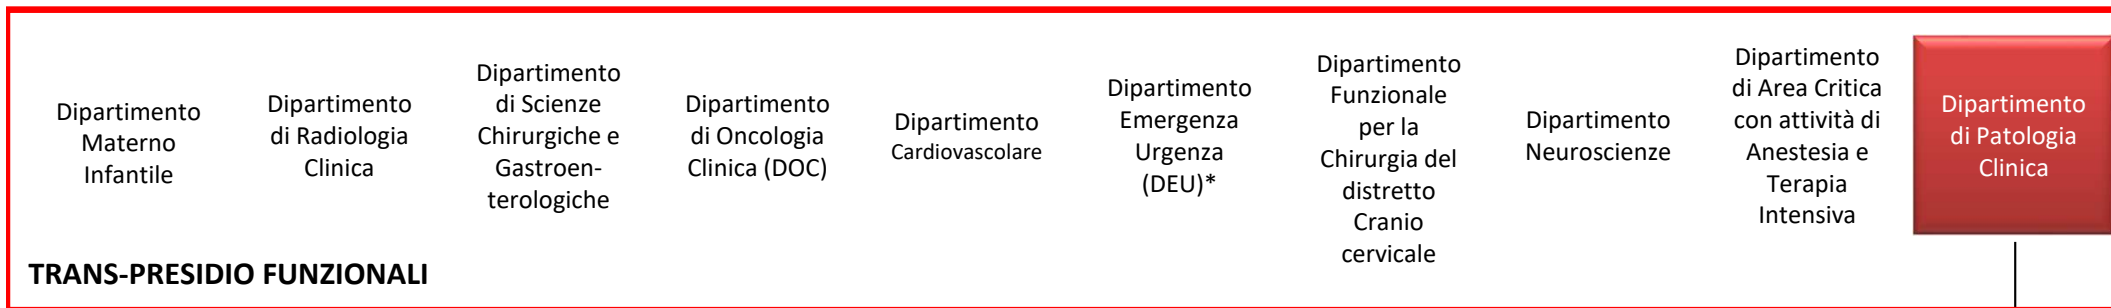 Dipartimento
Materno
Infantile
Dipartimento
di Radiologia
Clinica
Dipartimento
di Scienze
Chirurgiche e
Gastroen-
terologiche
Dipartimento
di Oncologia
Clinica (DOC)
Dipartimento
Cardiovascolare
Dipartimento
Emergenza
Urgenza
(DEU)*
Dipartimento
Funzionale
per la
Chirurgia del
distretto
Cranio
cervicale
Dipartimento
Neuroscienze
Dipartimento
di Area Critica
con attività di
Anestesia e
Terapia
Intensiva
Dipartimento
di Patologia
Clinica
TRANS-PRESIDIO FUNZIONALI